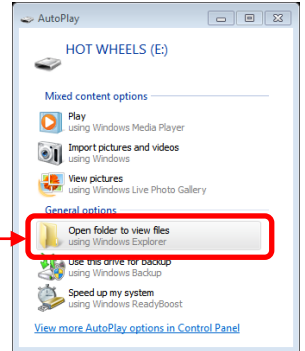 AutoPlay
HOT WHEELS (E:)
Mixed content options
Play
using Windows Media Player
Import pictures and videos
using Windows
View pictures
using Windows Live Photo Gallery
General options
Open folder to view files
using Windows Explorer
Use this drive for backup
using Windows Backup
Speed up my system
using Windows ReadyBoost
View more AutoPlay options in Control Panel